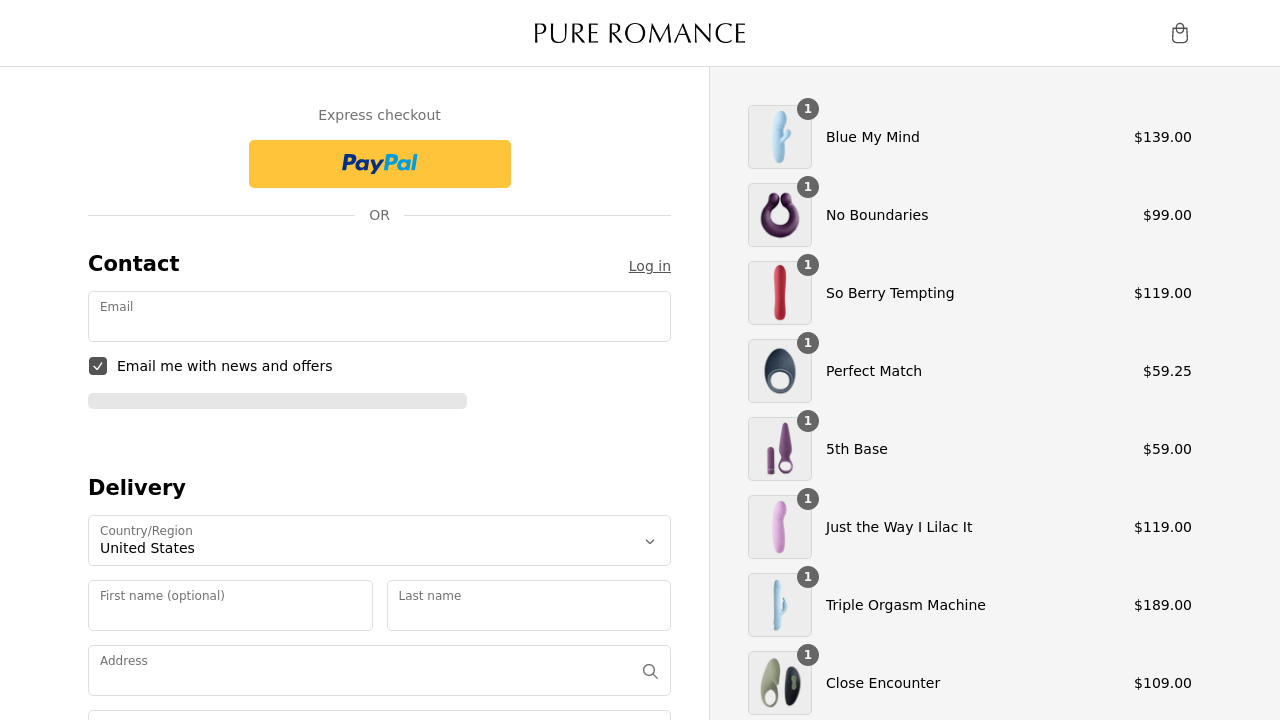 PURE ROMANCE
Express checkout
PayPal
OR
Contact
Log in
Email
Email me with news and offers
Delivery
Country/Region
United States
First name (optional)
Last name
Address
1
Blue My Mind
$139.00
1
No Boundaries
$99.00
1
So Berry Tempting
$119.00
1
Perfect Match
$59.25
1
5th Base
$59.00
1
Just the Way I Lilac It
$119.00
1
Triple Orgasm Machine
$189.00
1
Close Encounter
$109.00